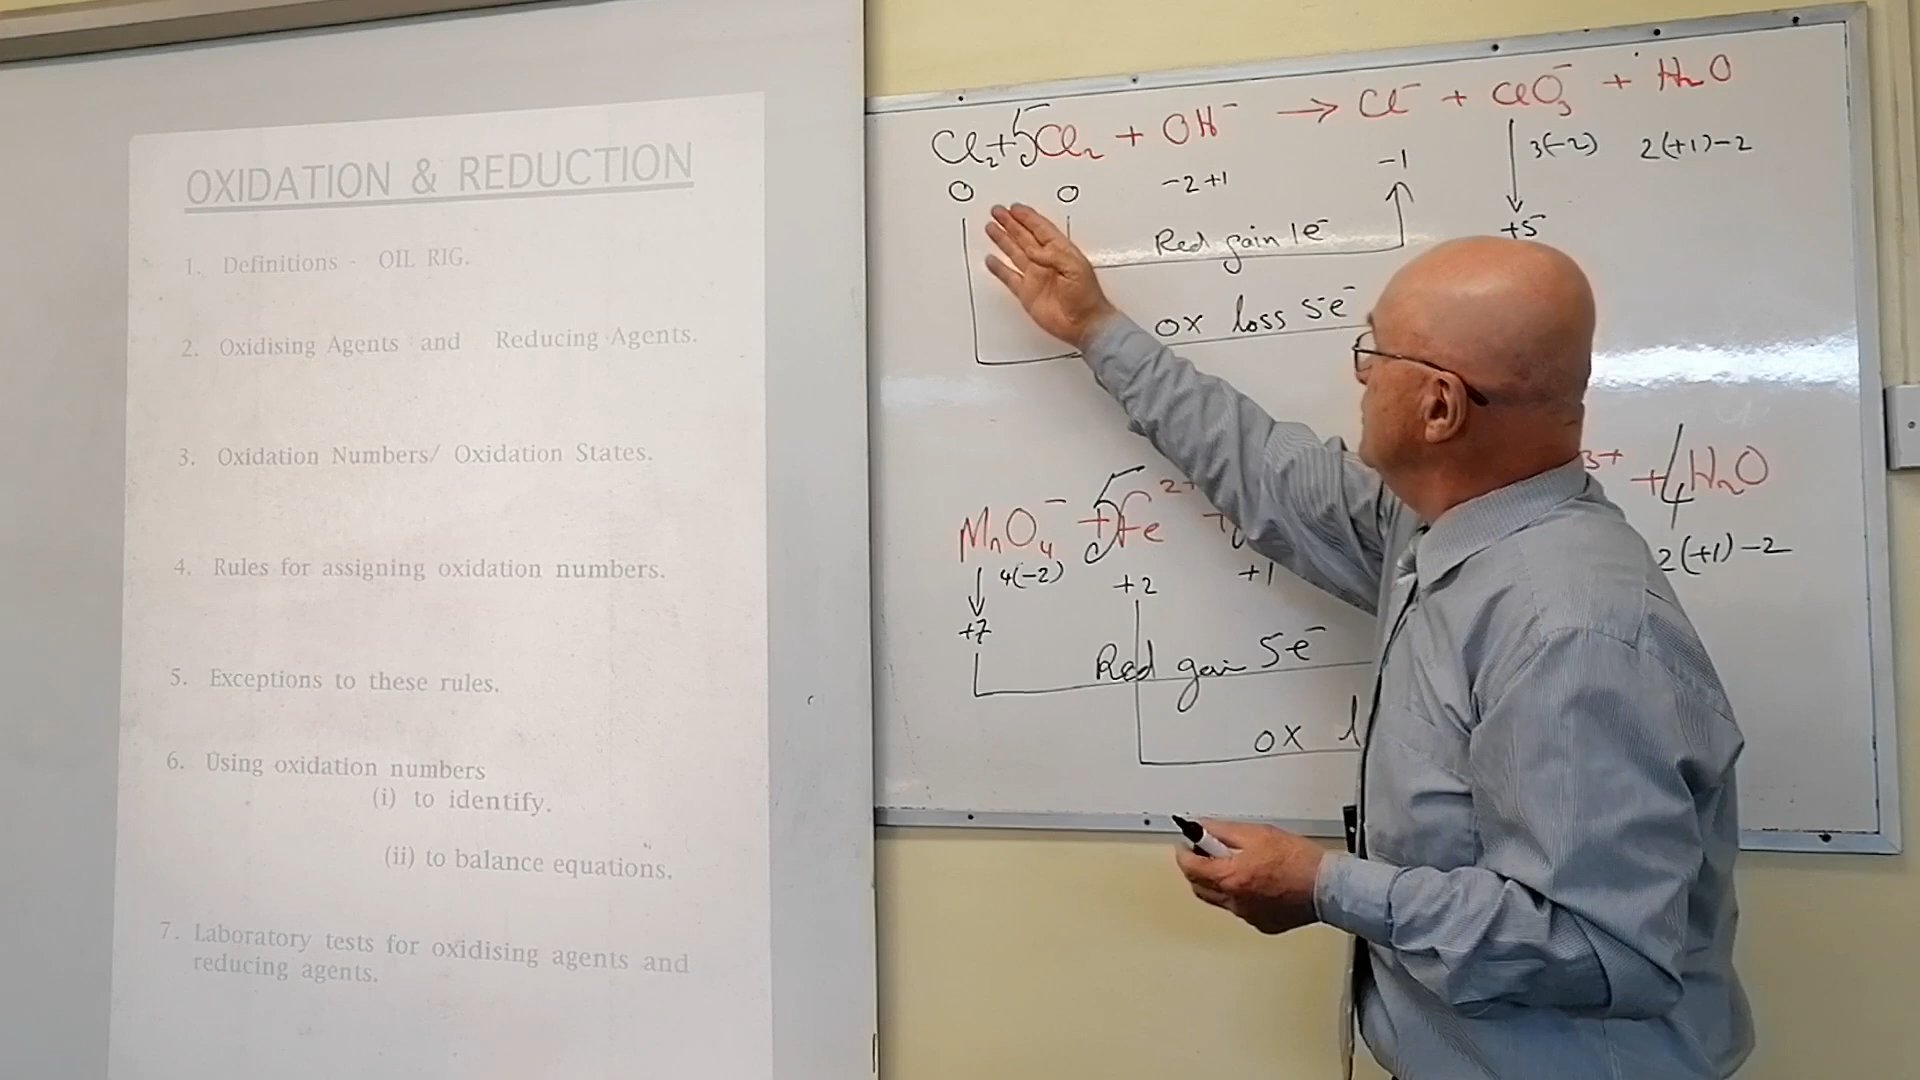 OXIDATION & REDUCTION
1. Definitions - OIL RIG.
2. Oxidising Agents and Reducing Agents.
3. Oxidation Numbers/ Oxidation States.
4. Rules for assigning oxidation numbers.
5. Exceptions to these rules.
6. Using oxidation numbers
(i) to identify.
(ii) to balance equations.
7. Laboratory tests for oxidising agents and
reducing agents.
Cl₂ + 5Cl₂ + OH⁻ → Cl⁻ + ClO₃⁻ + H₂O
0 0 -2+1 -1 3(-2) 2(+1)-2
+5
Red gain 1e⁻
ox loss 5e⁻
MnO₄⁻ + 5Fe²⁺ + 3+ + 4H₂O
4(-2) +2 +1 2(+1)-2
+7
Red gain 5e⁻
ox l